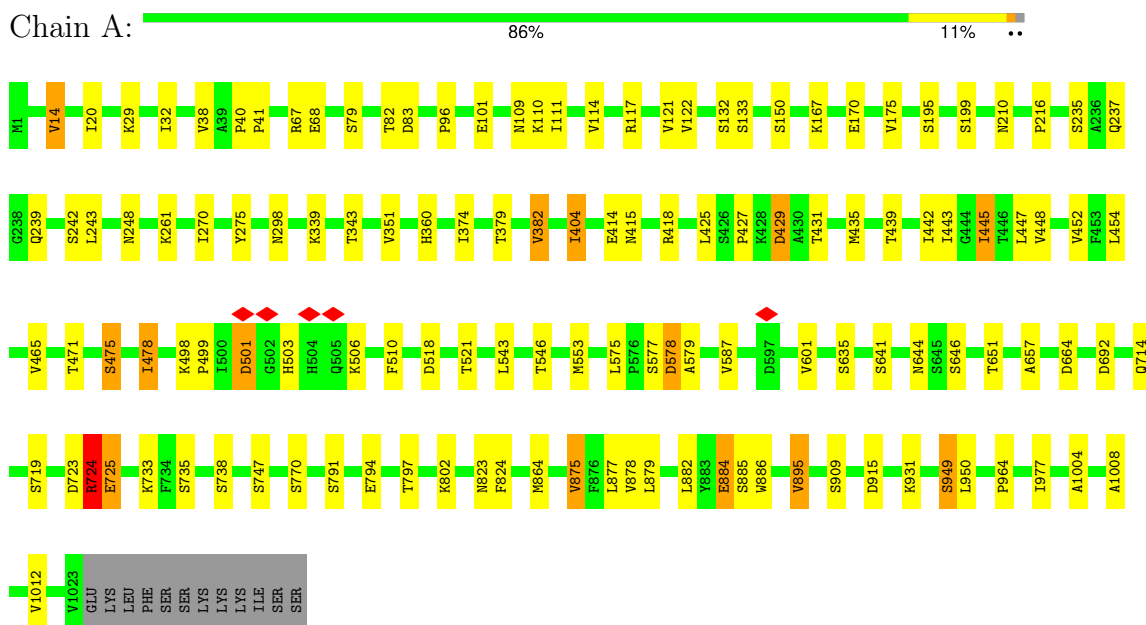 Chain A:
86% 11% ••
M1 V14 I20 K29 I32 V38 A39 P40 P41 R67 E68 S79 T82 D83 P96 E101 N109 K110 I111 V114 R117 V121 V122 S132 S133 S150 K167 E170 V175 S195 S199 N210 P216 S235 A236 Q237
G238 Q239 S242 L243 N248 K261 I270 Y275 N298 K339 T343 V351 H360 I374 T379 V382 I404 E414 N415 R418 L425 S426 P427 K428 D429 A430 T431 M435 T439 I442 I443 G444 I445 T446 L447 V448 V452 F453 L454
V465 T471 S475 I478 K498 P499 I500 D501 G502 H503 H504 Q505 K506 F510 D518 T521 L543 T546 M553 L575 P576 S577 D578 A579 V587 D597 V601 S635 S641 N644 S645 S646 T651 A657 D664 D692 Q714
S719 D723 R724 E725 K733 F734 S735 S738 S747 S770 S791 E794 T797 K802 N823 F824 M864 V875 F876 L877 V878 L879 L882 Y883 E884 S885 W886 V895 S909 D915 K931 S949 L950 P964 I977 A1004 A1008
V1012 V1023 GLU LYS LEU PHE SER SER LYS LYS LYS ILE SER SER